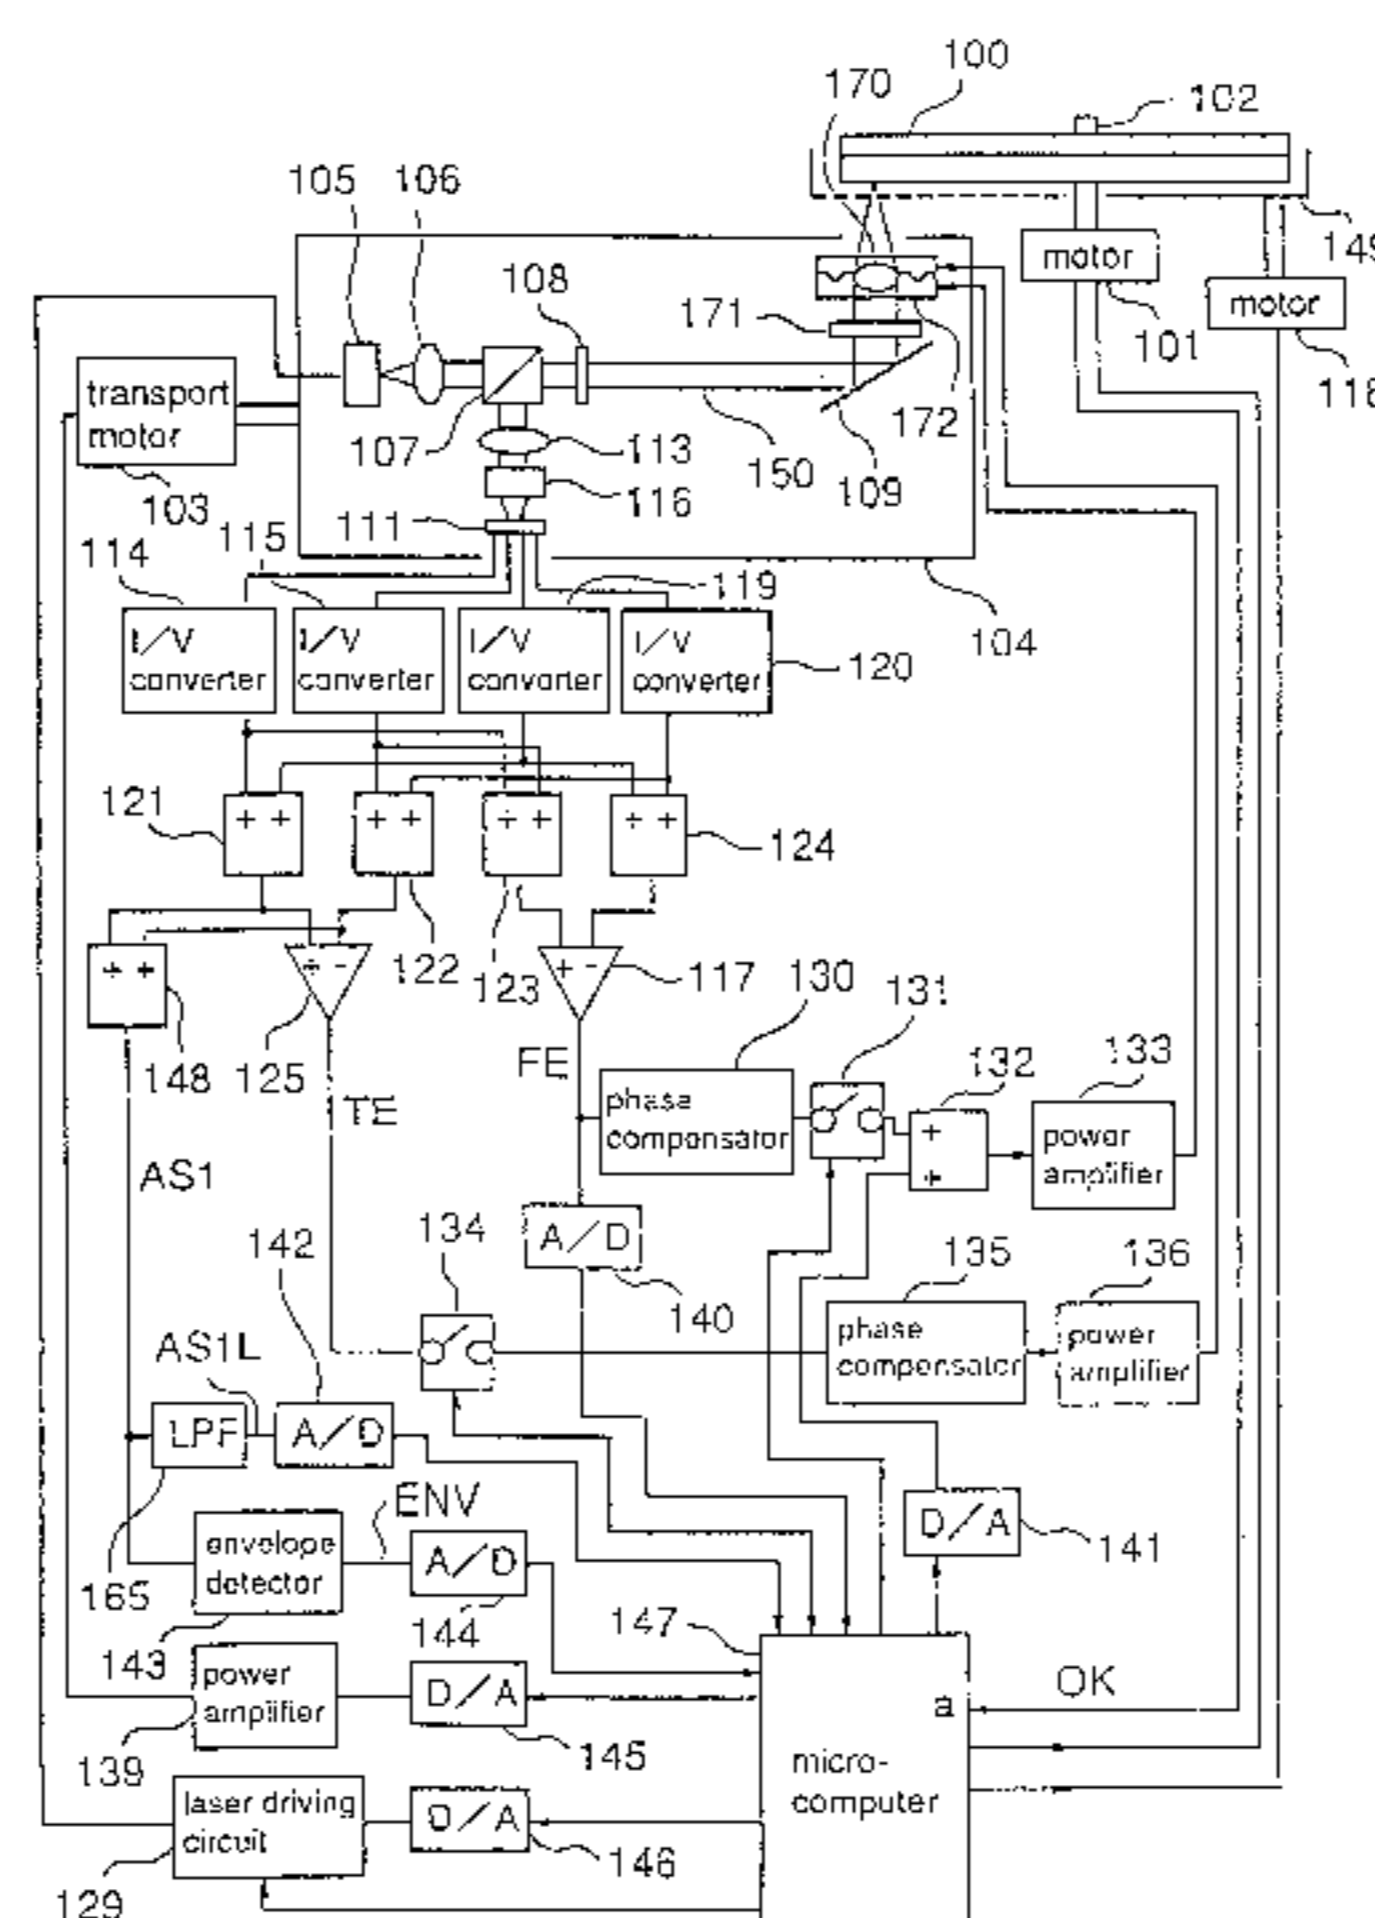 100
170
102
105 106
149
motor
108
171
motor
101
118
transport
motor
172
107
113
150
109
116
103
111
115
114
119
104
I/V
converter
I/V
converter
I/V
converter
I/V
converter
120
121
+ +
+ +
+ +
+ +
124
122
123
+ +
+ -
+ -
117
130
131
148
125
FE
132
133
TE
phase
compensator
+
+
power
amplifier
AS1
142
134
A/D
135
136
140
AS1L
phase
compensator
power
amplifier
LPF
A/D
ENV
D/A
141
envelope
detector
A/D
165
144
147
143
power
amplifier
D/A
OK
a
139
145
micro-
computer
laser driving
circuit
D/A
146
129